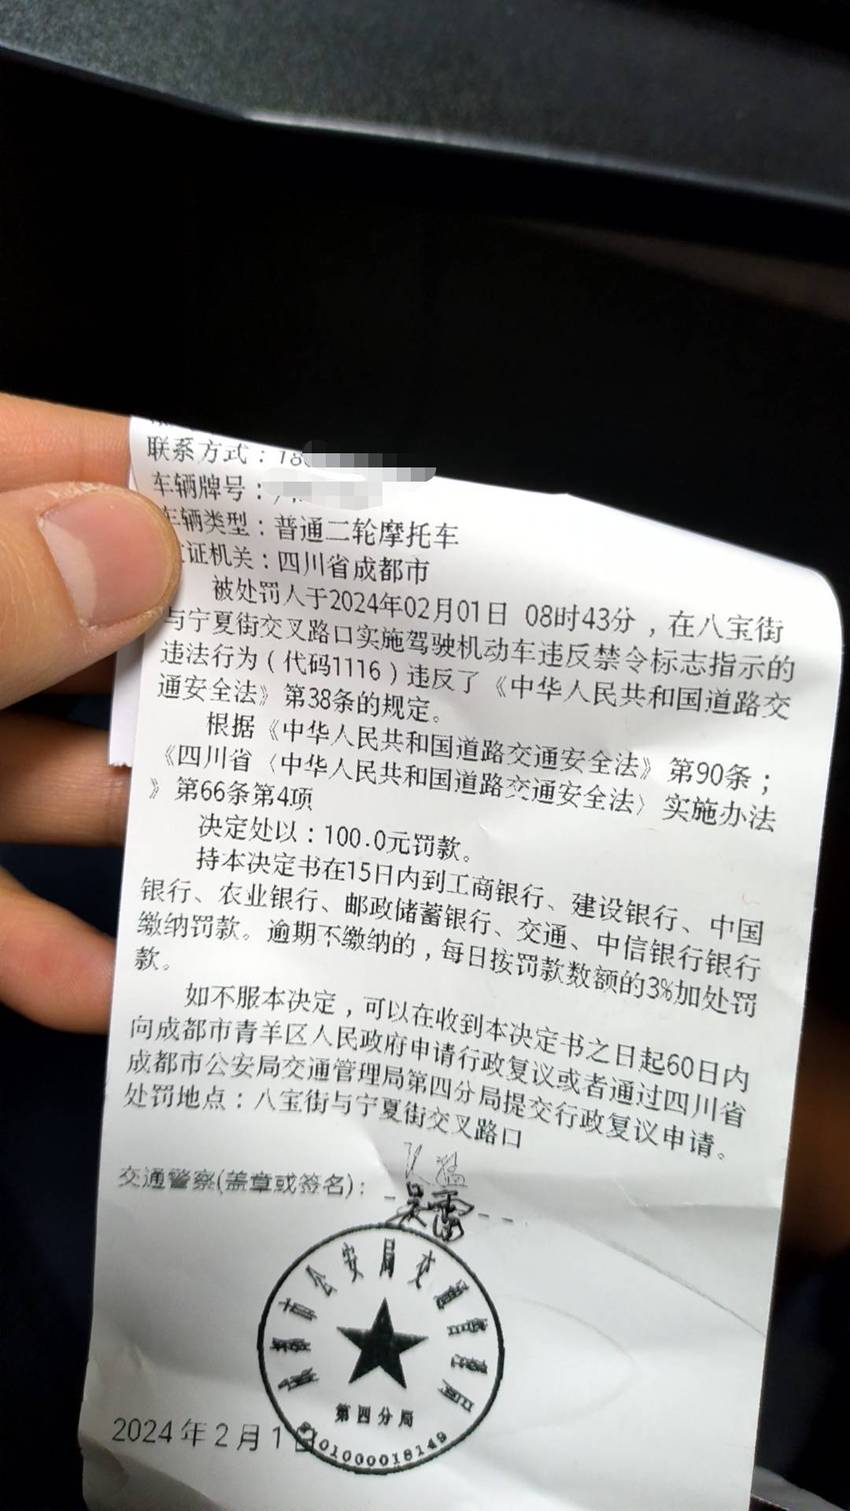 联系方式：18
车辆牌号：
车辆类型：普通二轮摩托车
证机关：四川省成都市
被处罚人于2024年02月01日 08时43分，在八宝街
与宁夏街交叉路口实施驾驶机动车违反禁令标志指示的
违法行为（代码1116）违反了《中华人民共和国道路交
通安全法》第38条的规定。
根据《中华人民共和国道路交通安全法》第90条；
《四川省〈中华人民共和国道路交通安全法〉实施办法
》第66条第4项
决定处以：100.0元罚款。
持本决定书在15日内到工商银行、建设银行、中国
银行、农业银行、邮政储蓄银行、交通、中信银行银行
缴纳罚款。逾期不缴纳的，每日按罚款数额的3%加处罚
款。
如不服本决定，可以在收到本决定书之日起60日内
向成都市青羊区人民政府申请行政复议或者通过四川省
成都市公安局交通管理局第四分局提交行政复议申请。
处罚地点：八宝街与宁夏街交叉路口
交通警察(盖章或签名)：
吴雷
成都市公安局交通管理局
第四分局
5101000018149
2024年2月1日